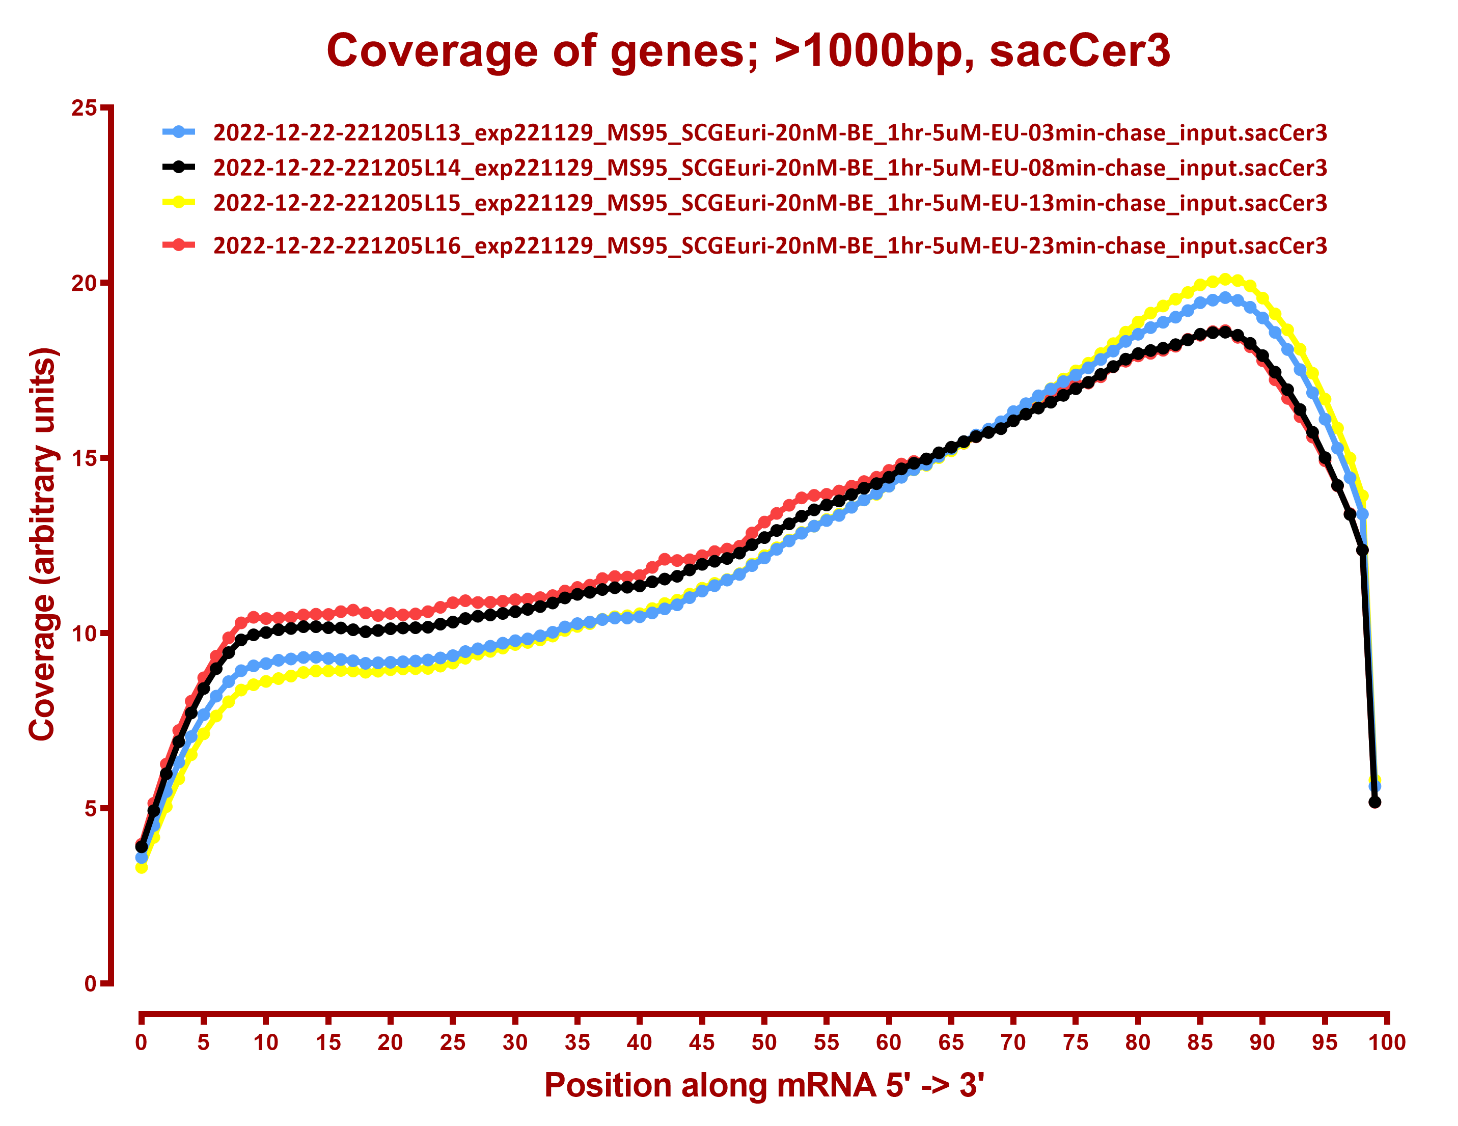 Coverage of genes; >1000bp, sacCer3
25
2022-12-22-221205L13_exp221129_MS95_SCGEuri-20nM-BE_1hr-5uM-EU-03min-chase_input.sacCer3
2022-12-22-221205L14_exp221129_MS95_SCGEuri-20nM-BE_1hr-5uM-EU-08min-chase_input.sacCer3
2022-12-22-221205L15_exp221129_MS95_SCGEuri-20nM-BE_1hr-5uM-EU-13min-chase_input.sacCer3
2022-12-22-221205L16_exp221129_MS95_SCGEuri-20nM-BE_1hr-5uM-EU-23min-chase_input.sacCer3
20
15
10
5
0
Coverage (arbitrary units)
0 5 10 15 20 25 30 35 40 45 50 55 60 65 70 75 80 85 90 95 100
Position along mRNA 5' -> 3'